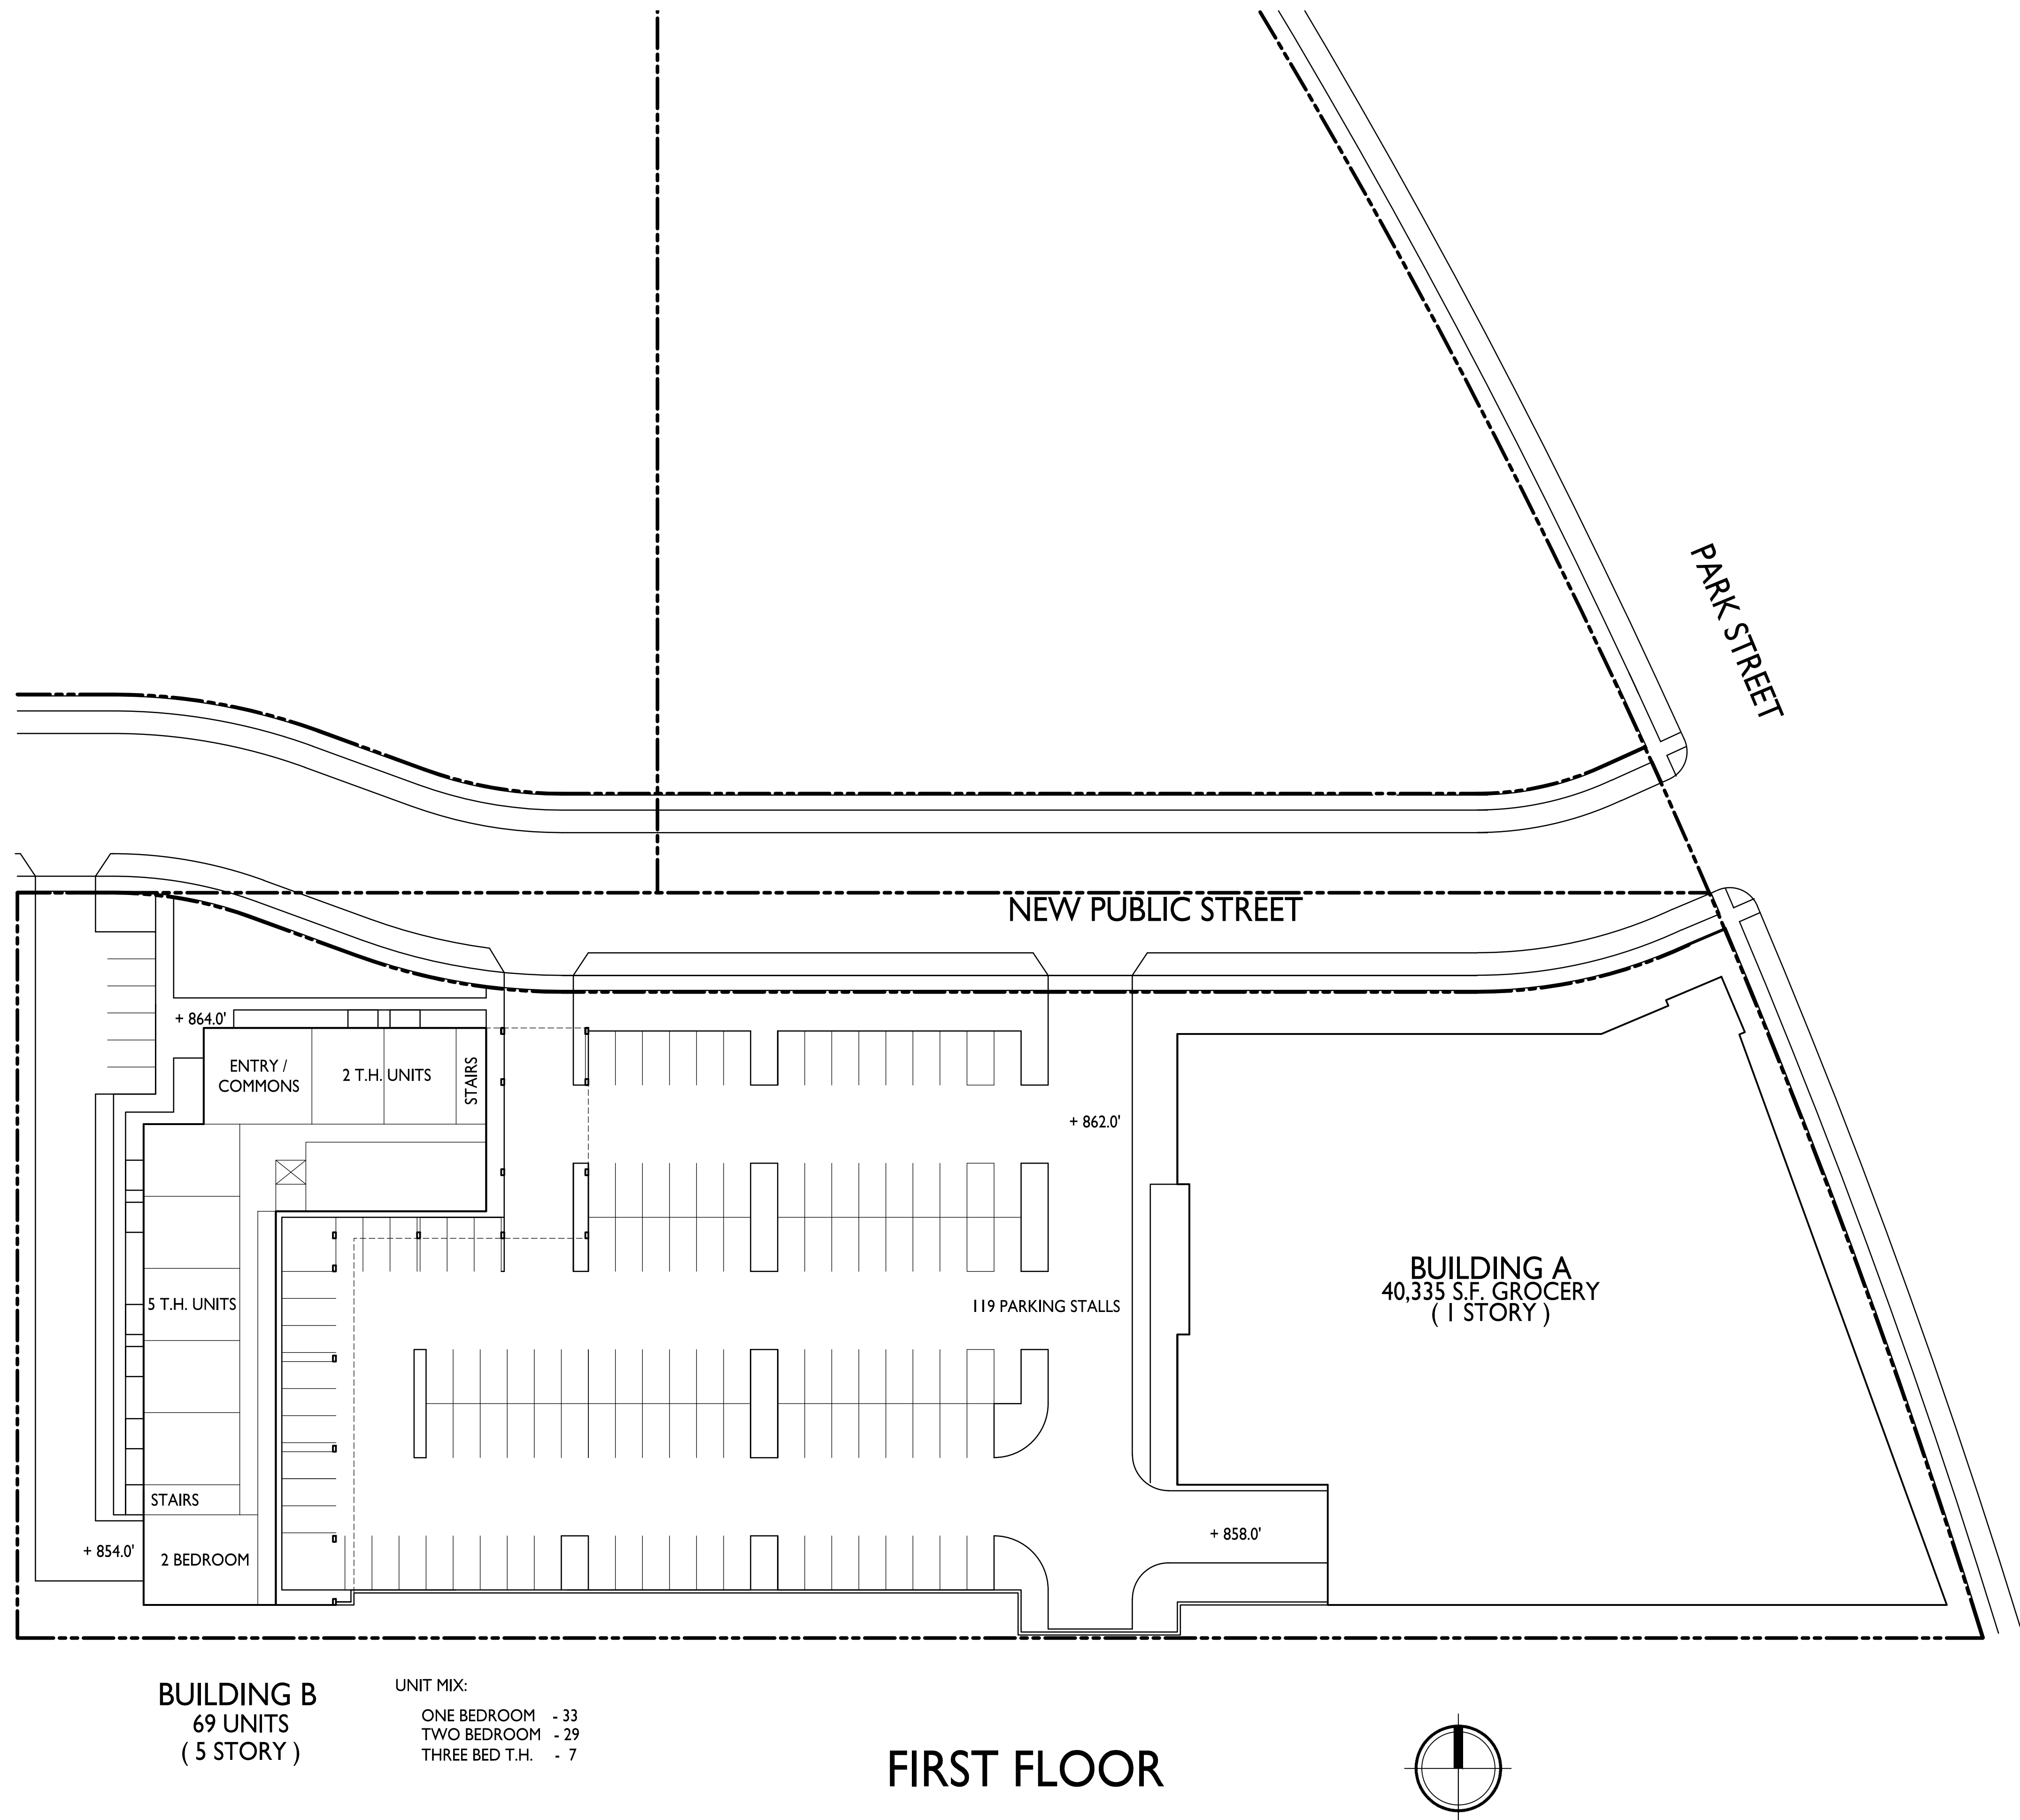 PARK STREET
NEW PUBLIC STREET
+ 864.0'
ENTRY /
COMMONS
2 T.H. UNITS
STAIRS
+ 862.0'
5 T.H. UNITS
119 PARKING STALLS
BUILDING A
40,335 S.F. GROCERY
( 1 STORY )
STAIRS
+ 854.0'
2 BEDROOM
+ 858.0'
BUILDING B
69 UNITS
( 5 STORY )
UNIT MIX:
ONE BEDROOM - 33
TWO BEDROOM - 29
THREE BED T.H. - 7
FIRST FLOOR